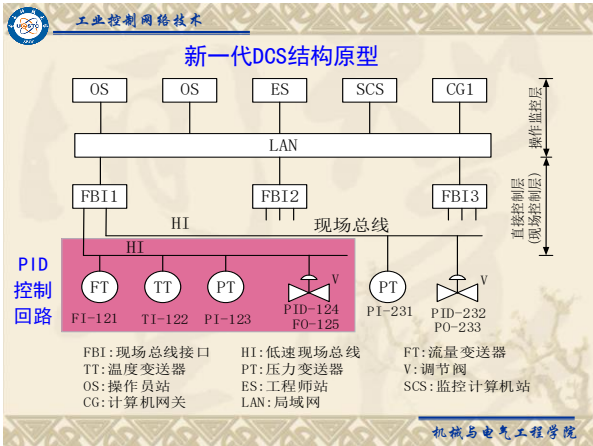 工业控制网络技术
新一代DCS结构原型
OS
OS
ES
SCS
CG1
操作监控层
LAN
FBI1
FBI2
FBI3
直接控制层
(现场控制层)
HI
现场总线
HI
PID
控制
回路
FT
TT
PT
V
PT
V
FI-121
TI-122
PI-123
PID-124
FO-125
PI-231
PID-232
PO-233
FBI:现场总线接口
HI:低速现场总线
FT:流量变送器
TT:温度变送器
PT:压力变送器
V:调节阀
OS:操作员站
ES:工程师站
SCS:监控计算机站
CG:计算机网关
LAN:局域网
机械与电气工程学院